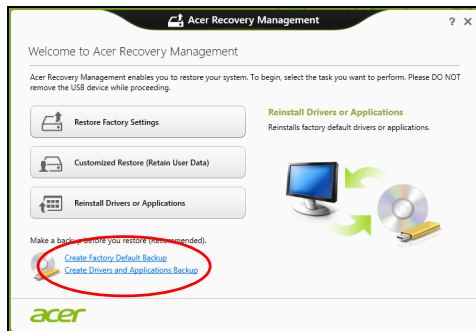 Acer Recovery Management
? X
Welcome to Acer Recovery Management
Acer Recovery Management enables you to restore your system. To begin, select the task you want to perform. Please DO NOT
remove the USB device while proceeding.
Restore Factory Settings
Customized Restore (Retain User Data)
Reinstall Drivers or Applications
Reinstall Drivers or Applications
Reinstalls factory default drivers or applications.
Make a backup before you restore (Recommended).
Create Factory Default Backup
Create Drivers and Applications Backup
acer